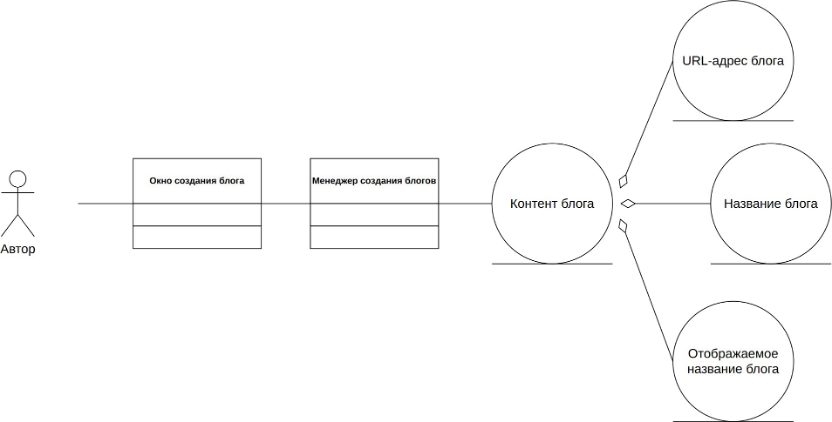 URL-адрес блога
Окно создания блога
Менеджер создания блогов
Контент блога
Название блога
Автор
Отображаемое
название блога